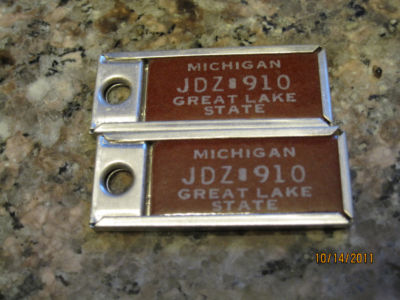 MICHIGAN
JDZ 910
GREAT LAKE
STATE
MICHIGAN
JDZ 910
GREAT LAKE
STATE
10/14/2011